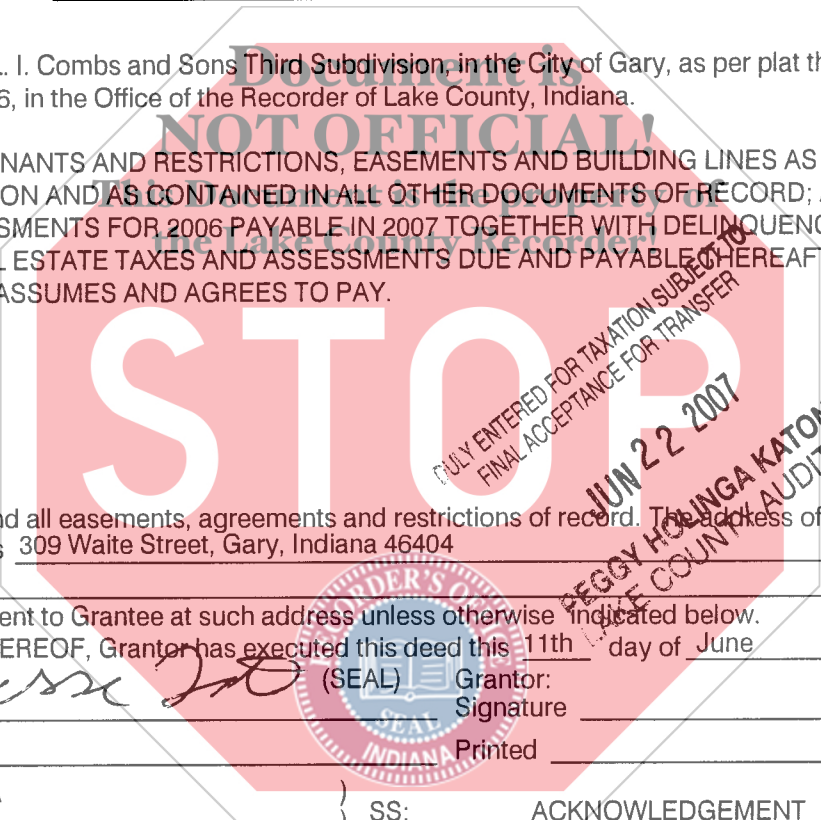 . I. Combs and Sons Third Subdivision, in the City of Gary, as per plat th
6, in the Office of the Recorder of Lake County, Indiana.
Document is
NOT OFFICIAL!
This Document is the property of
the Lake County Recorder!
NANTS AND RESTRICTIONS, EASEMENTS AND BUILDING LINES AS
ON AND AS CONTAINED IN ALL OTHER DOCUMENTS OF RECORD;
SMENTS FOR 2006 PAYABLE IN 2007 TOGETHER WITH DELINQUENC
L ESTATE TAXES AND ASSESSMENTS DUE AND PAYABLE THEREAFT
ASSUMES AND AGREES TO PAY.
STOP
DULY ENTERED FOR TAXATION SUBJECT TO
FINAL ACCEPTANCE FOR TRANSFER
JUN 22 2007
PEGGY HOLINGA KATON
LAKE COUNTY AUDIT
nd all easements, agreements and restrictions of record. The address of
s 309 Waite Street, Gary, Indiana 46404
ent to Grantee at such address unless otherwise indicated below.
EREOF, Grantor has executed this deed this 11th day of June
(SEAL) Grantor:
Signature
Printed
RECORDER'S OFFICE
SEAL
INDIANA
SS: ACKNOWLEDGEMENT